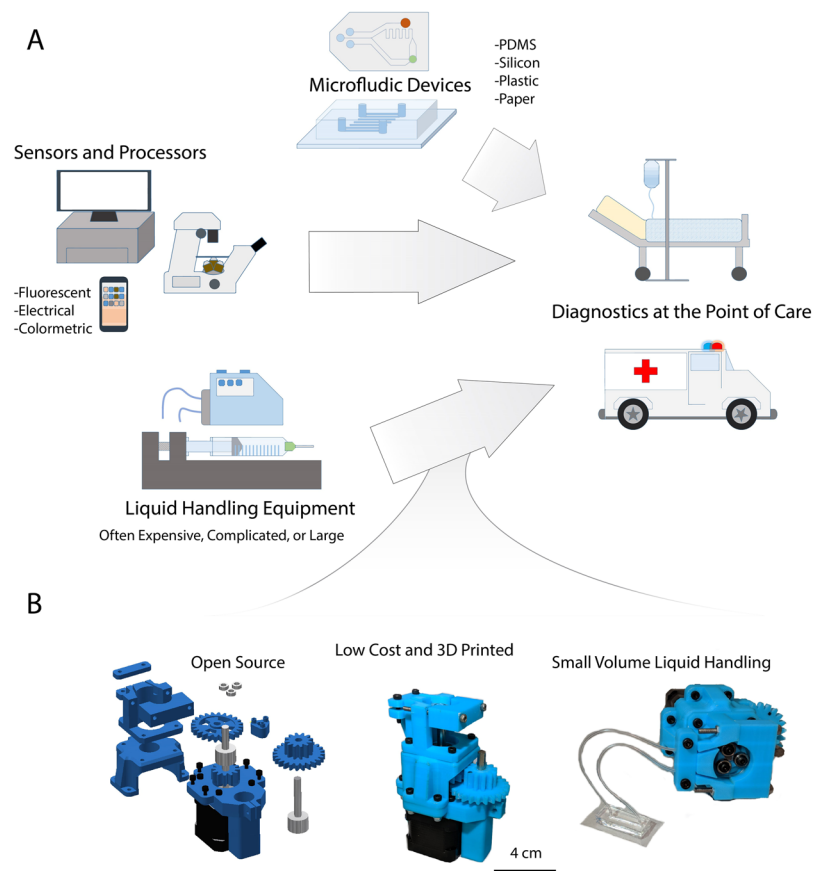 A
Microfludic Devices
-PDMS
-Silicon
-Plastic
-Paper
Sensors and Processors
-Fluorescent
-Electrical
-Colormetric
Diagnostics at the Point of Care
Liquid Handling Equipment
Often Expensive, Complicated, or Large
B
Open Source
Low Cost and 3D Printed
Small Volume Liquid Handling
4 cm